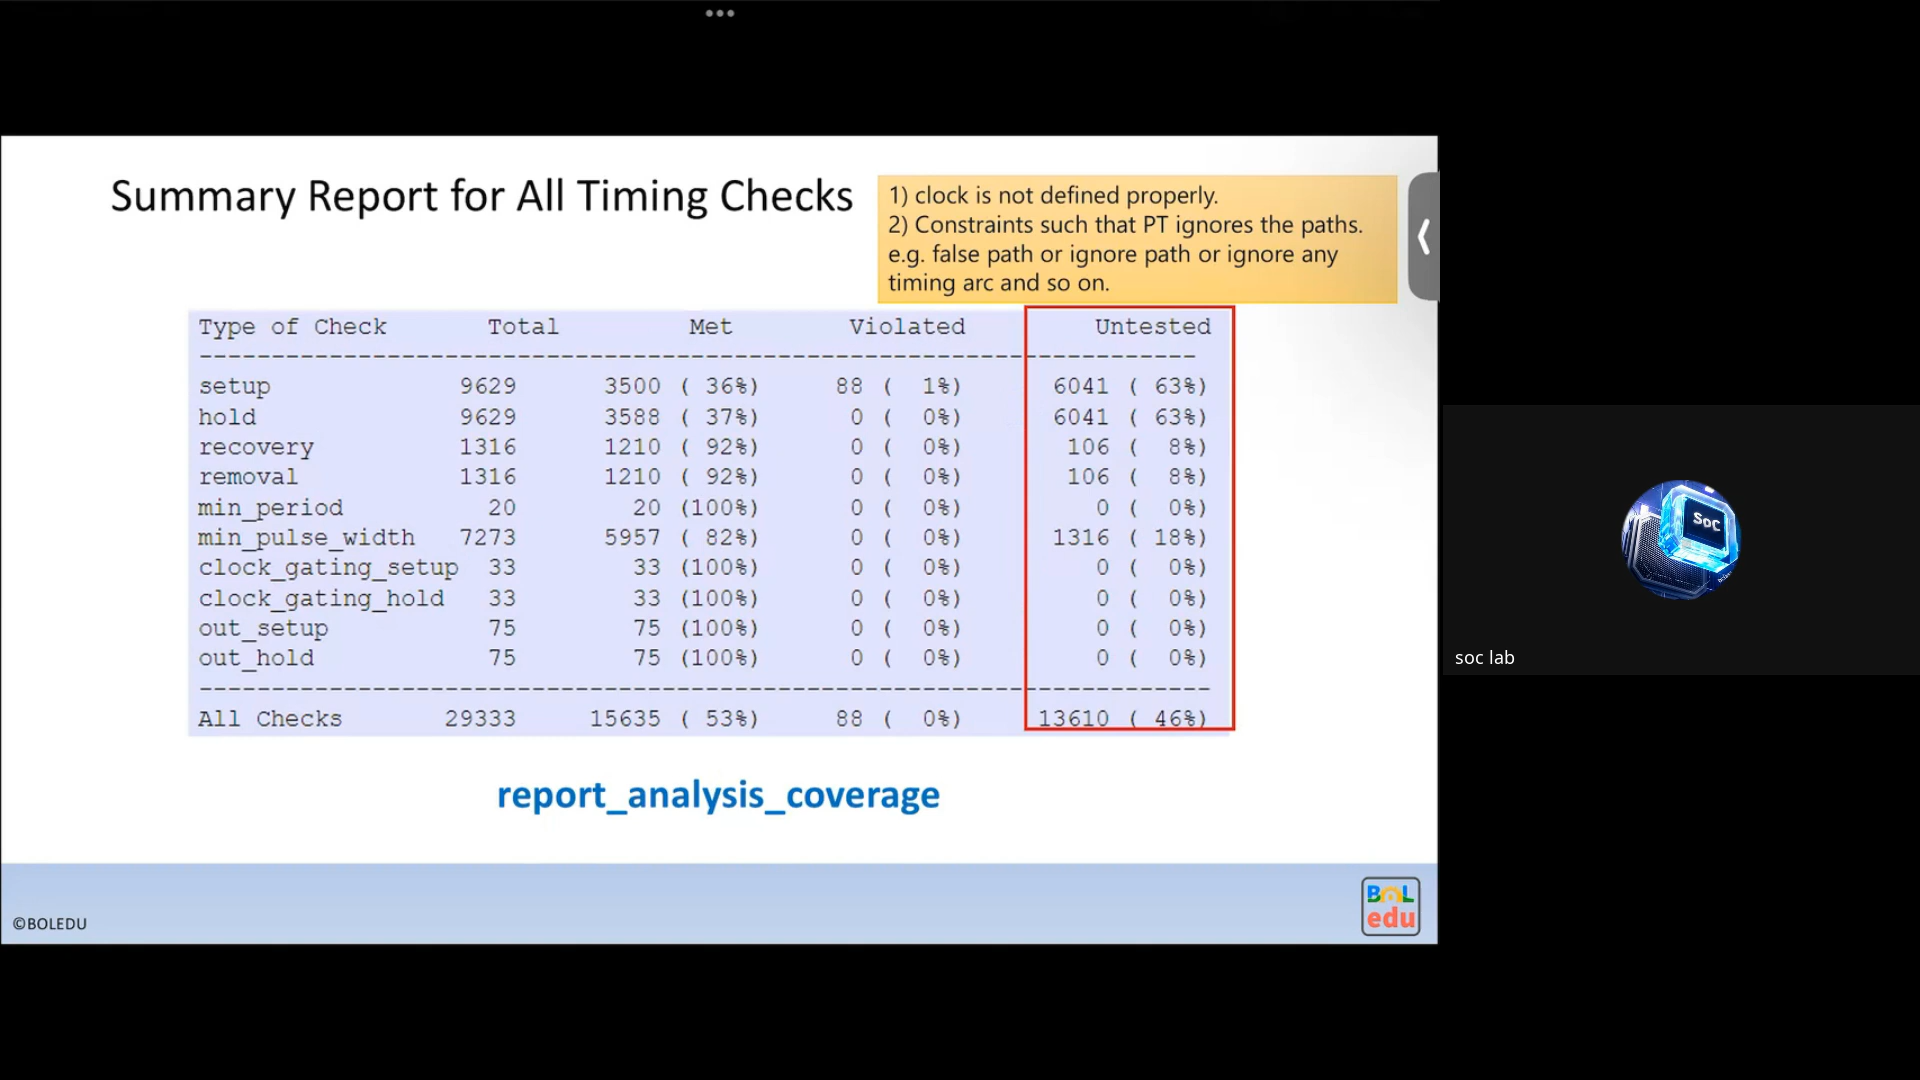 Summary Report for All Timing Checks
1) clock is not defined properly.
2) Constraints such that PT ignores the paths.
e.g. false path or ignore path or ignore any
timing arc and so on.
Type of Check Total Met Violated Untested
--------------------------------------------------------------------
setup 9629 3500 ( 36%) 88 ( 1%) 6041 ( 63%)
hold 9629 3588 ( 37%) 0 ( 0%) 6041 ( 63%)
recovery 1316 1210 ( 92%) 0 ( 0%) 106 ( 8%)
removal 1316 1210 ( 92%) 0 ( 0%) 106 ( 8%)
min_period 20 20 (100%) 0 ( 0%) 0 ( 0%)
min_pulse_width 7273 5957 ( 82%) 0 ( 0%) 1316 ( 18%)
clock_gating_setup 33 33 (100%) 0 ( 0%) 0 ( 0%)
clock_gating_hold 33 33 (100%) 0 ( 0%) 0 ( 0%)
out_setup 75 75 (100%) 0 ( 0%) 0 ( 0%)
out_hold 75 75 (100%) 0 ( 0%) 0 ( 0%)
---------------------------------------------------------------------
All Checks 29333 15635 ( 53%) 88 ( 0%) 13610 ( 46%)
report_analysis_coverage
©BOLEDU
BOL
edu
SoC
soc lab